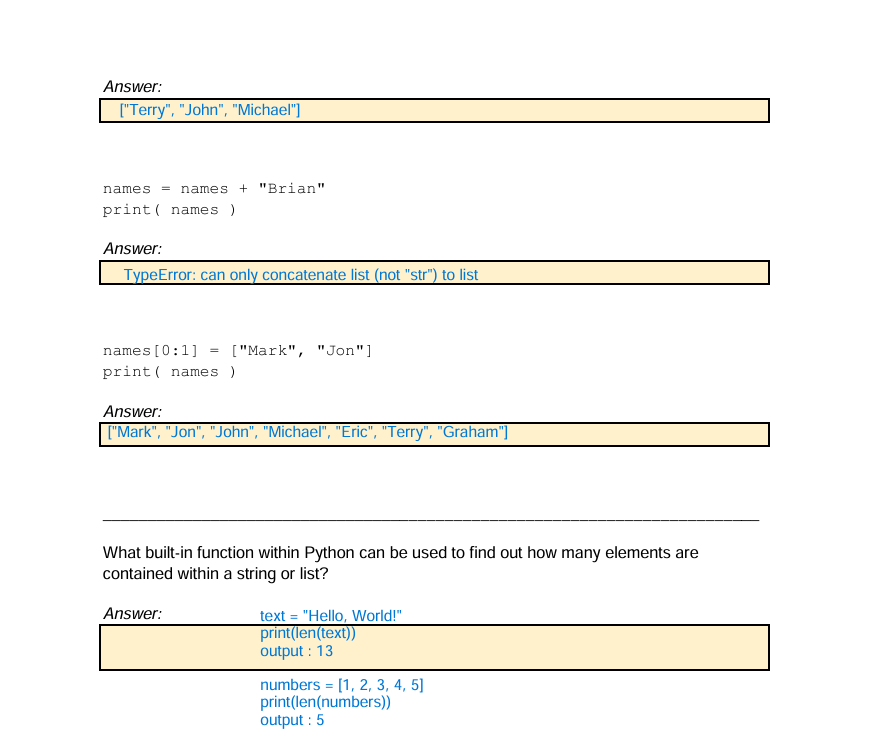 Answer:
["Terry", "John", "Michael"]
names = names + "Brian"
print( names )
Answer:
TypeError: can only concatenate list (not "str") to list
names[0:1] = ["Mark", "Jon"]
print( names )
Answer:
["Mark", "Jon", "John", "Michael", "Eric", "Terry", "Graham"]
What built-in function within Python can be used to find out how many elements are
contained within a string or list?
Answer:
text = "Hello, World!"
print(len(text))
output : 13
numbers = [1, 2, 3, 4, 5]
print(len(numbers))
output : 5